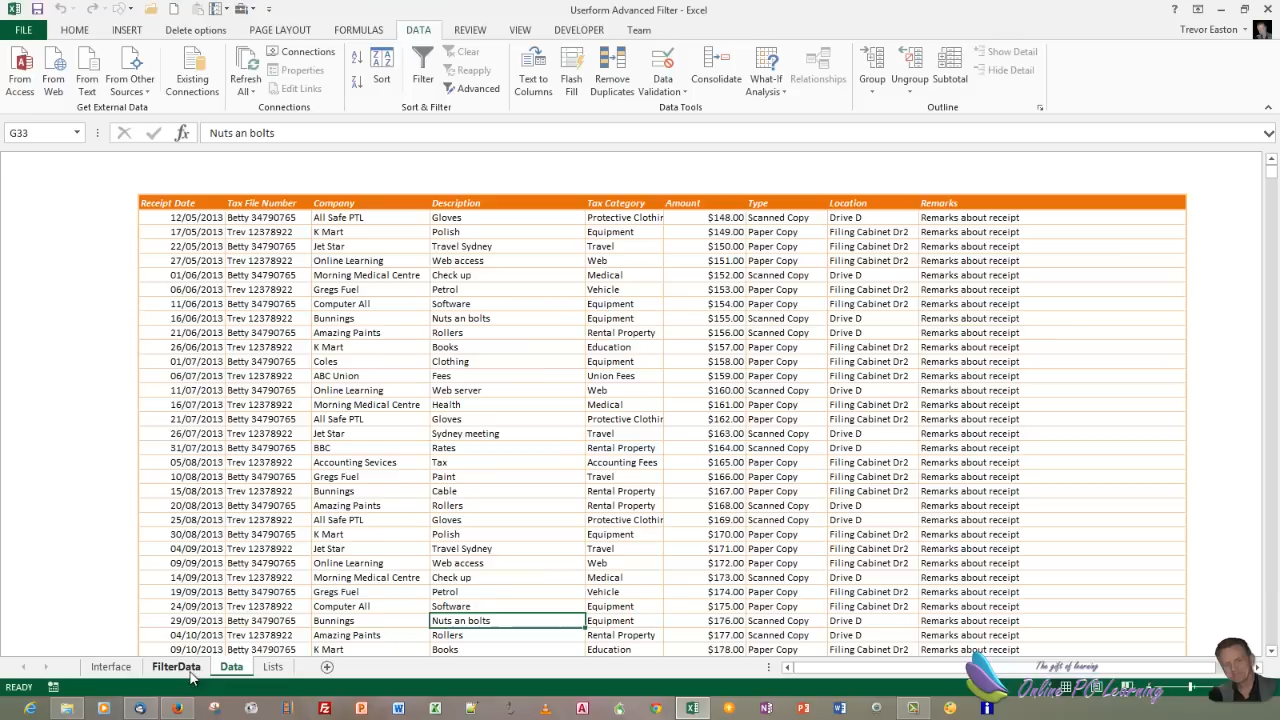 Userform Advanced Filter - Excel
FILE HOME INSERT Delete options PAGE LAYOUT FORMULAS DATA REVIEW VIEW DEVELOPER Team Trevor Easton
From Access
From Web
From Text
From Other Sources
Existing Connections
Refresh All
Connections
Properties
Edit Links
Sort
Filter
Clear
Reapply
Advanced
Text to Columns
Flash Fill
Remove Duplicates
Data Validation
Consolidate
What-If Analysis
Relationships
Group
Ungroup
Subtotal
Show Detail
Hide Detail
Get External Data Connections Sort & Filter Data Tools Outline
G33 fx Nuts an bolts
Receipt Date Tax File Number Company Description Tax Category Amount Type Location Remarks
12/05/2013 Betty 34790765 All Safe PTL Gloves Protective Clothir $148.00 Scanned Copy Drive D Remarks about receipt
17/05/2013 Trev 12378922 K Mart Polish Equipment $149.00 Paper Copy Filing Cabinet Dr2 Remarks about receipt
22/05/2013 Betty 34790765 Jet Star Travel Sydney Travel $150.00 Paper Copy Filing Cabinet Dr2 Remarks about receipt
27/05/2013 Trev 12378922 Online Learning Web access Web $151.00 Paper Copy Filing Cabinet Dr2 Remarks about receipt
01/06/2013 Betty 34790765 Morning Medical Centre Check up Medical $152.00 Scanned Copy Drive D Remarks about receipt
06/06/2013 Trev 12378922 Gregs Fuel Petrol Vehicle $153.00 Paper Copy Filing Cabinet Dr2 Remarks about receipt
11/06/2013 Betty 34790765 Computer All Software Equipment $154.00 Paper Copy Filing Cabinet Dr2 Remarks about receipt
16/06/2013 Trev 12378922 Bunnings Nuts an bolts Equipment $155.00 Scanned Copy Drive D Remarks about receipt
21/06/2013 Betty 34790765 Amazing Paints Rollers Rental Property $156.00 Scanned Copy Drive D Remarks about receipt
26/06/2013 Trev 12378922 K Mart Books Education $157.00 Paper Copy Filing Cabinet Dr2 Remarks about receipt
01/07/2013 Betty 34790765 Coles Clothing Equipment $158.00 Paper Copy Filing Cabinet Dr2 Remarks about receipt
06/07/2013 Trev 12378922 ABC Union Fees Union Fees $159.00 Paper Copy Filing Cabinet Dr2 Remarks about receipt
11/07/2013 Betty 34790765 Online Learning Web server Web $160.00 Scanned Copy Drive D Remarks about receipt
16/07/2013 Trev 12378922 Morning Medical Centre Health Medical $161.00 Paper Copy Filing Cabinet Dr2 Remarks about receipt
21/07/2013 Betty 34790765 All Safe PTL Gloves Protective Clothir $162.00 Paper Copy Filing Cabinet Dr2 Remarks about receipt
26/07/2013 Trev 12378922 Jet Star Sydney meeting Travel $163.00 Scanned Copy Drive D Remarks about receipt
31/07/2013 Betty 34790765 BBC Rates Rental Property $164.00 Scanned Copy Drive D Remarks about receipt
05/08/2013 Trev 12378922 Accounting Sevices Tax Accounting Fees $165.00 Paper Copy Filing Cabinet Dr2 Remarks about receipt
10/08/2013 Betty 34790765 Gregs Fuel Paint Travel $166.00 Paper Copy Filing Cabinet Dr2 Remarks about receipt
15/08/2013 Trev 12378922 Bunnings Cable Rental Property $167.00 Paper Copy Filing Cabinet Dr2 Remarks about receipt
20/08/2013 Betty 34790765 Amazing Paints Rollers Rental Property $168.00 Scanned Copy Drive D Remarks about receipt
25/08/2013 Trev 12378922 All Safe PTL Gloves Protective Clothir $169.00 Scanned Copy Drive D Remarks about receipt
30/08/2013 Betty 34790765 K Mart Polish Equipment $170.00 Paper Copy Filing Cabinet Dr2 Remarks about receipt
04/09/2013 Trev 12378922 Jet Star Travel Sydney Travel $171.00 Paper Copy Filing Cabinet Dr2 Remarks about receipt
09/09/2013 Betty 34790765 Online Learning Web access Web $172.00 Paper Copy Filing Cabinet Dr2 Remarks about receipt
14/09/2013 Trev 12378922 Morning Medical Centre Check up Medical $173.00 Scanned Copy Drive D Remarks about receipt
19/09/2013 Betty 34790765 Gregs Fuel Petrol Vehicle $174.00 Paper Copy Filing Cabinet Dr2 Remarks about receipt
24/09/2013 Trev 12378922 Computer All Software Equipment $175.00 Paper Copy Filing Cabinet Dr2 Remarks about receipt
29/09/2013 Betty 34790765 Bunnings Nuts an bolts Equipment $176.00 Scanned Copy Drive D Remarks about receipt
04/10/2013 Trev 12378922 Amazing Paints Rollers Rental Property $177.00 Scanned Copy Drive D Remarks about receipt
09/10/2013 Betty 34790765 K Mart Books Education $178.00 Paper Copy Filing Cabinet Dr2 Remarks about receipt
Interface FilterData Data Lists
The gift of learning
READY
Online PC Learning